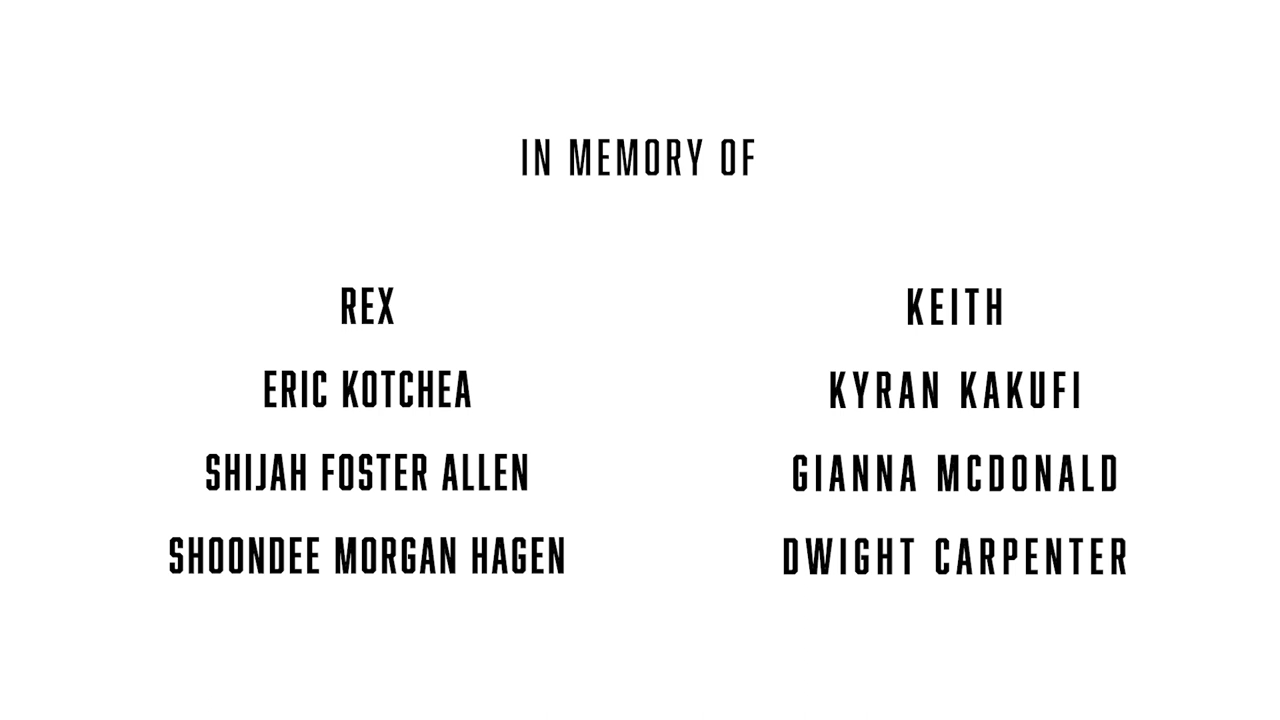 IN MEMORY OF
REX
ERIC KOTCHEA
SHIJAH FOSTER ALLEN
SHOONDEE MORGAN HAGEN
KEITH
KYRAN KAKUFI
GIANNA MCDONALD
DWIGHT CARPENTER